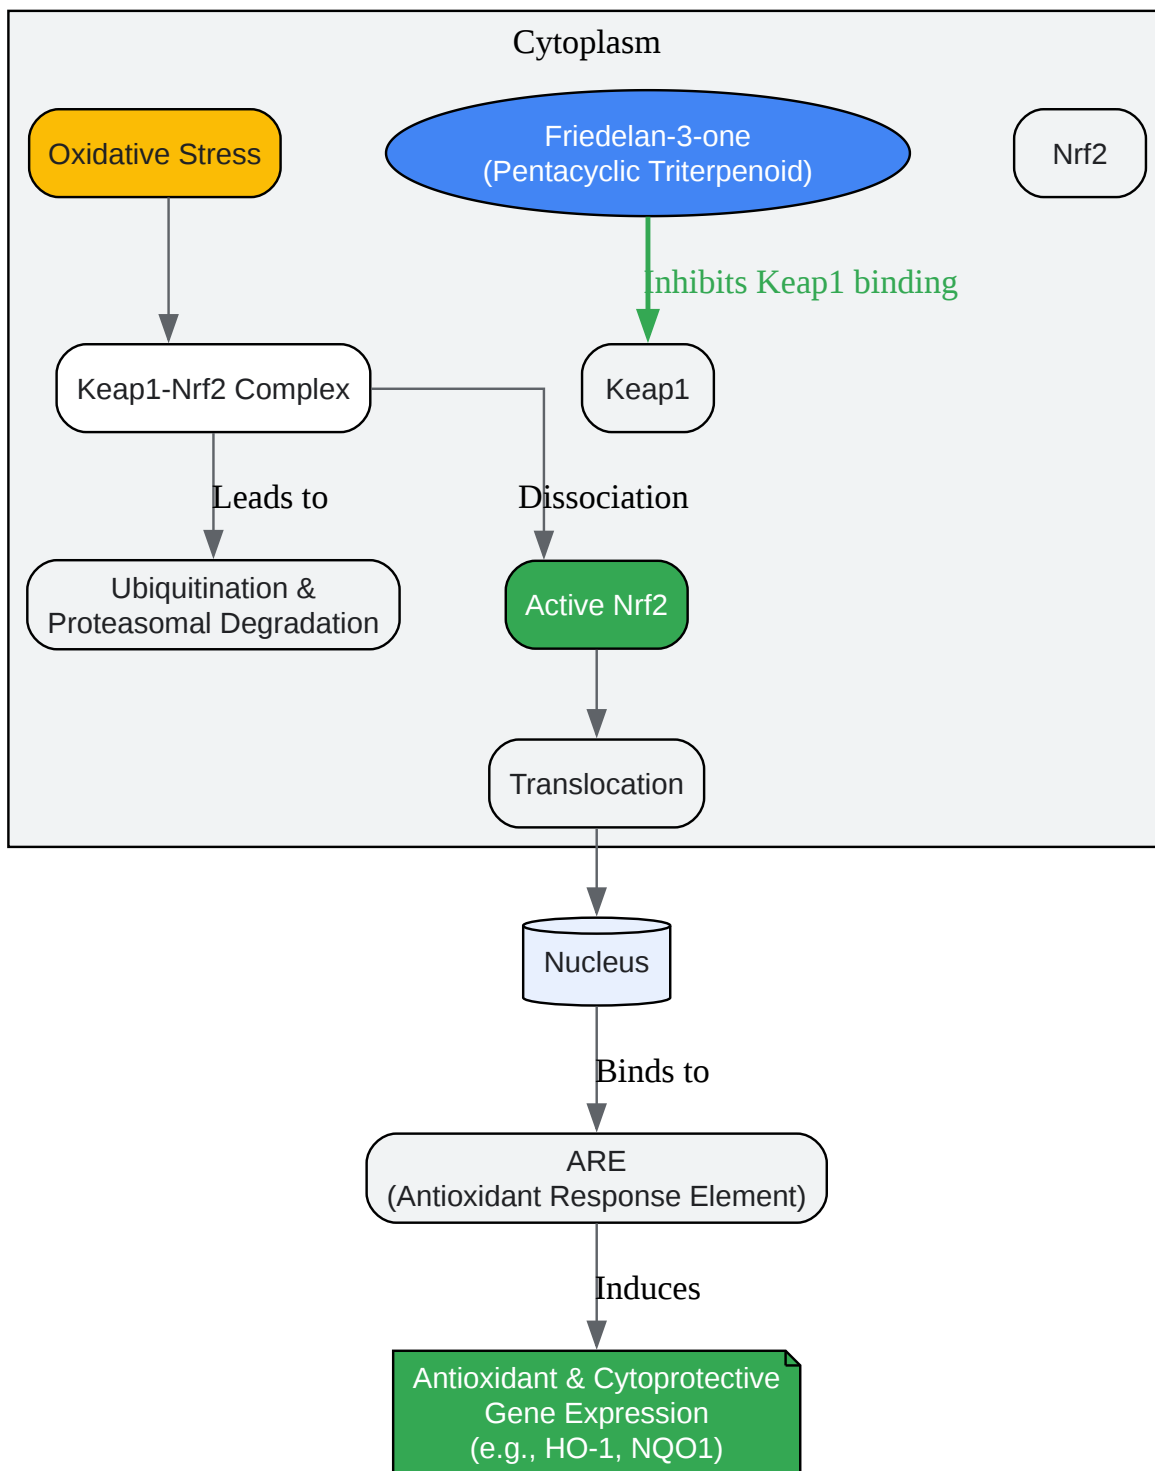 Cytoplasm
Oxidative Stress
Friedelan-3-one
(Pentacyclic Triterpenoid)
Nrf2
Inhibits Keap1 binding
Keap1-Nrf2 Complex
Keap1
Leads to
Dissociation
Ubiquitination &
Proteasomal Degradation
Active Nrf2
Translocation
Nucleus
Binds to
ARE
(Antioxidant Response Element)
Induces
Antioxidant & Cytoprotective
Gene Expression
(e.g., HO-1, NQO1)